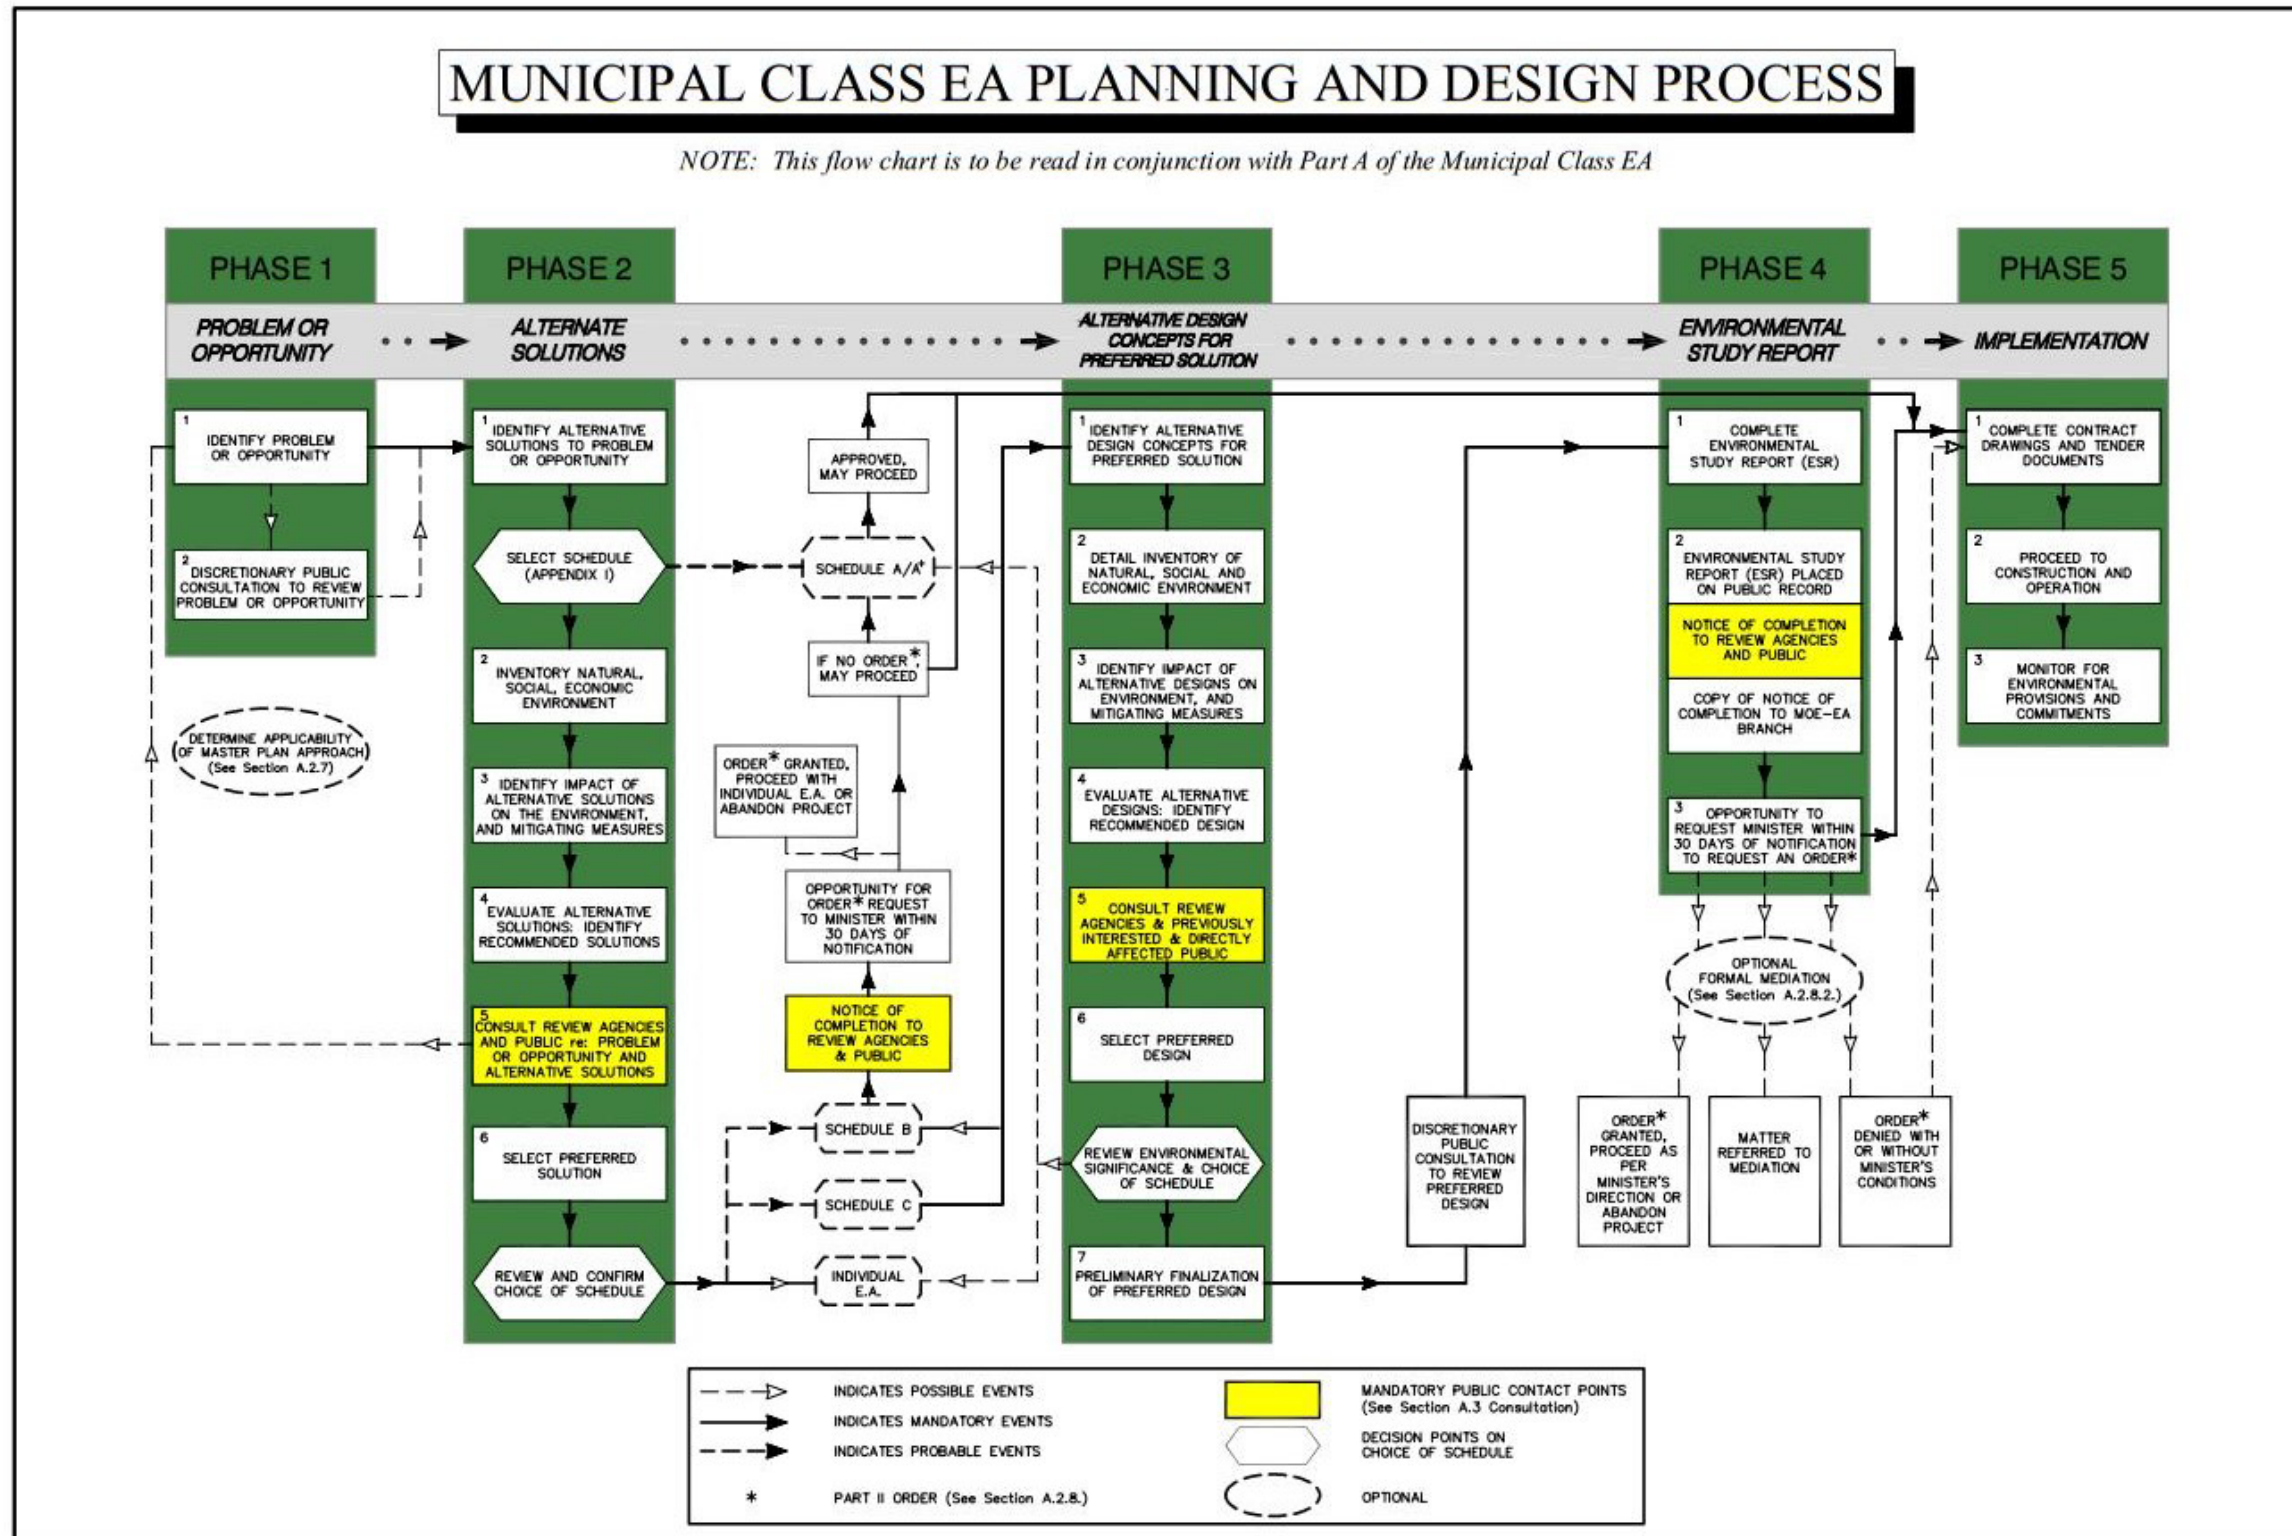 MUNICIPAL CLASS EA PLANNING AND DESIGN PROCESS
NOTE: This flow chart is to be read in conjunction with Part A of the Municipal Class EA
PHASE 1
PROBLEM OR
OPPORTUNITY
1
IDENTIFY PROBLEM
OR OPPORTUNITY
2
DISCRETIONARY PUBLIC
CONSULTATION TO REVIEW
PROBLEM OR OPPORTUNITY
DETERMINE APPLICABILITY
OF MASTER PLAN APPROACH
(See Section A.2.7)
PHASE 2
ALTERNATE
SOLUTIONS
1
IDENTIFY ALTERNATIVE
SOLUTIONS TO PROBLEM
OR OPPORTUNITY
SELECT SCHEDULE
(APPENDIX I)
2
INVENTORY NATURAL,
SOCIAL, ECONOMIC
ENVIRONMENT
3
IDENTIFY IMPACT OF
ALTERNATIVE SOLUTIONS
ON THE ENVIRONMENT,
AND MITIGATING MEASURES
4
EVALUATE ALTERNATIVE
SOLUTIONS: IDENTIFY
RECOMMENDED SOLUTIONS
5
CONSULT REVIEW AGENCIES
AND PUBLIC re: PROBLEM
OR OPPORTUNITY AND
ALTERNATIVE SOLUTIONS
6
SELECT PREFERRED
SOLUTION
REVIEW AND CONFIRM
CHOICE OF SCHEDULE
APPROVED,
MAY PROCEED
SCHEDULE A/A+
IF NO ORDER*,
MAY PROCEED
ORDER* GRANTED,
PROCEED WITH
INDIVIDUAL E.A. OR
ABANDON PROJECT
OPPORTUNITY FOR
ORDER* REQUEST
TO MINISTER WITHIN
30 DAYS OF
NOTIFICATION
NOTICE OF
COMPLETION TO
REVIEW AGENCIES
& PUBLIC
SCHEDULE B
SCHEDULE C
INDIVIDUAL
E.A.
PHASE 3
ALTERNATIVE DESIGN
CONCEPTS FOR
PREFERRED SOLUTION
1
IDENTIFY ALTERNATIVE
DESIGN CONCEPTS FOR
PREFERRED SOLUTION
2
DETAIL INVENTORY OF
NATURAL, SOCIAL AND
ECONOMIC ENVIRONMENT
3
IDENTIFY IMPACT OF
ALTERNATIVE DESIGNS ON
ENVIRONMENT, AND
MITIGATING MEASURES
4
EVALUATE ALTERNATIVE
DESIGNS: IDENTIFY
RECOMMENDED DESIGN
5
CONSULT REVIEW
AGENCIES & PREVIOUSLY
INTERESTED & DIRECTLY
AFFECTED PUBLIC
6
SELECT PREFERRED
DESIGN
REVIEW ENVIRONMENTAL
SIGNIFICANCE & CHOICE
OF SCHEDULE
7
PRELIMINARY FINALIZATION
OF PREFERRED DESIGN
DISCRETIONARY
PUBLIC
CONSULTATION
TO REVIEW
PREFERRED
DESIGN
PHASE 4
ENVIRONMENTAL
STUDY REPORT
1
COMPLETE
ENVIRONMENTAL
STUDY REPORT (ESR)
2
ENVIRONMENTAL STUDY
REPORT (ESR) PLACED
ON PUBLIC RECORD
NOTICE OF COMPLETION
TO REVIEW AGENCIES
AND PUBLIC
COPY OF NOTICE OF
COMPLETION TO MOE-EA
BRANCH
3
OPPORTUNITY TO
REQUEST MINISTER WITHIN
30 DAYS OF NOTIFICATION
TO REQUEST AN ORDER*
OPTIONAL
FORMAL MEDIATION
(See Section A.2.8.2.)
ORDER*
GRANTED,
PROCEED AS
PER
MINISTER'S
DIRECTION OR
ABANDON
PROJECT
MATTER
REFERRED TO
MEDIATION
ORDER*
DENIED WITH
OR WITHOUT
MINISTER'S
CONDITIONS
PHASE 5
IMPLEMENTATION
1
COMPLETE CONTRACT
DRAWINGS AND TENDER
DOCUMENTS
2
PROCEED TO
CONSTRUCTION AND
OPERATION
3
MONITOR FOR
ENVIRONMENTAL
PROVISIONS AND
COMMITMENTS
INDICATES POSSIBLE EVENTS
INDICATES MANDATORY EVENTS
INDICATES PROBABLE EVENTS
* PART II ORDER (See Section A.2.8.)
MANDATORY PUBLIC CONTACT POINTS
(See Section A.3 Consultation)
DECISION POINTS ON
CHOICE OF SCHEDULE
OPTIONAL